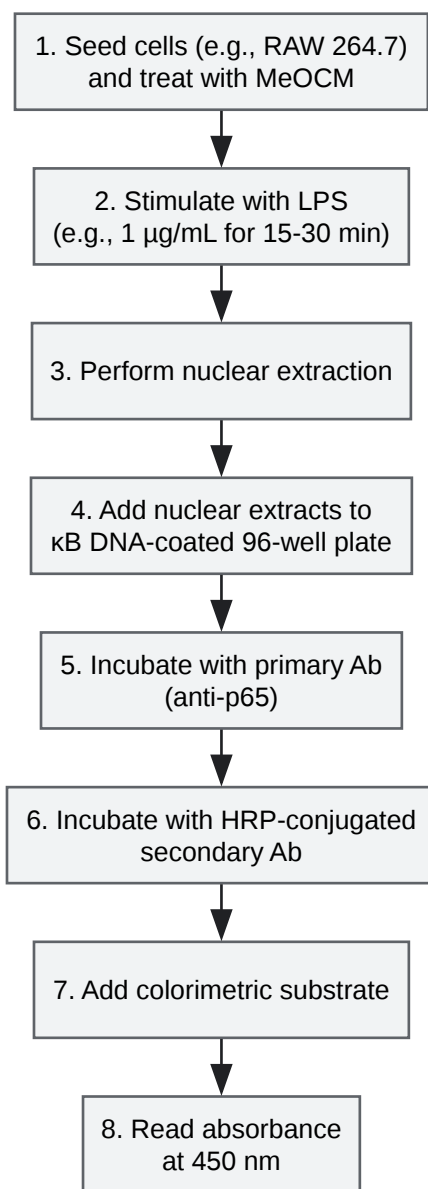 1. Seed cells (e.g., RAW 264.7)
and treat with MeOCM
2. Stimulate with LPS
(e.g., 1 µg/mL for 15-30 min)
3. Perform nuclear extraction
4. Add nuclear extracts to
κB DNA-coated 96-well plate
5. Incubate with primary Ab
(anti-p65)
6. Incubate with HRP-conjugated
secondary Ab
7. Add colorimetric substrate
8. Read absorbance
at 450 nm